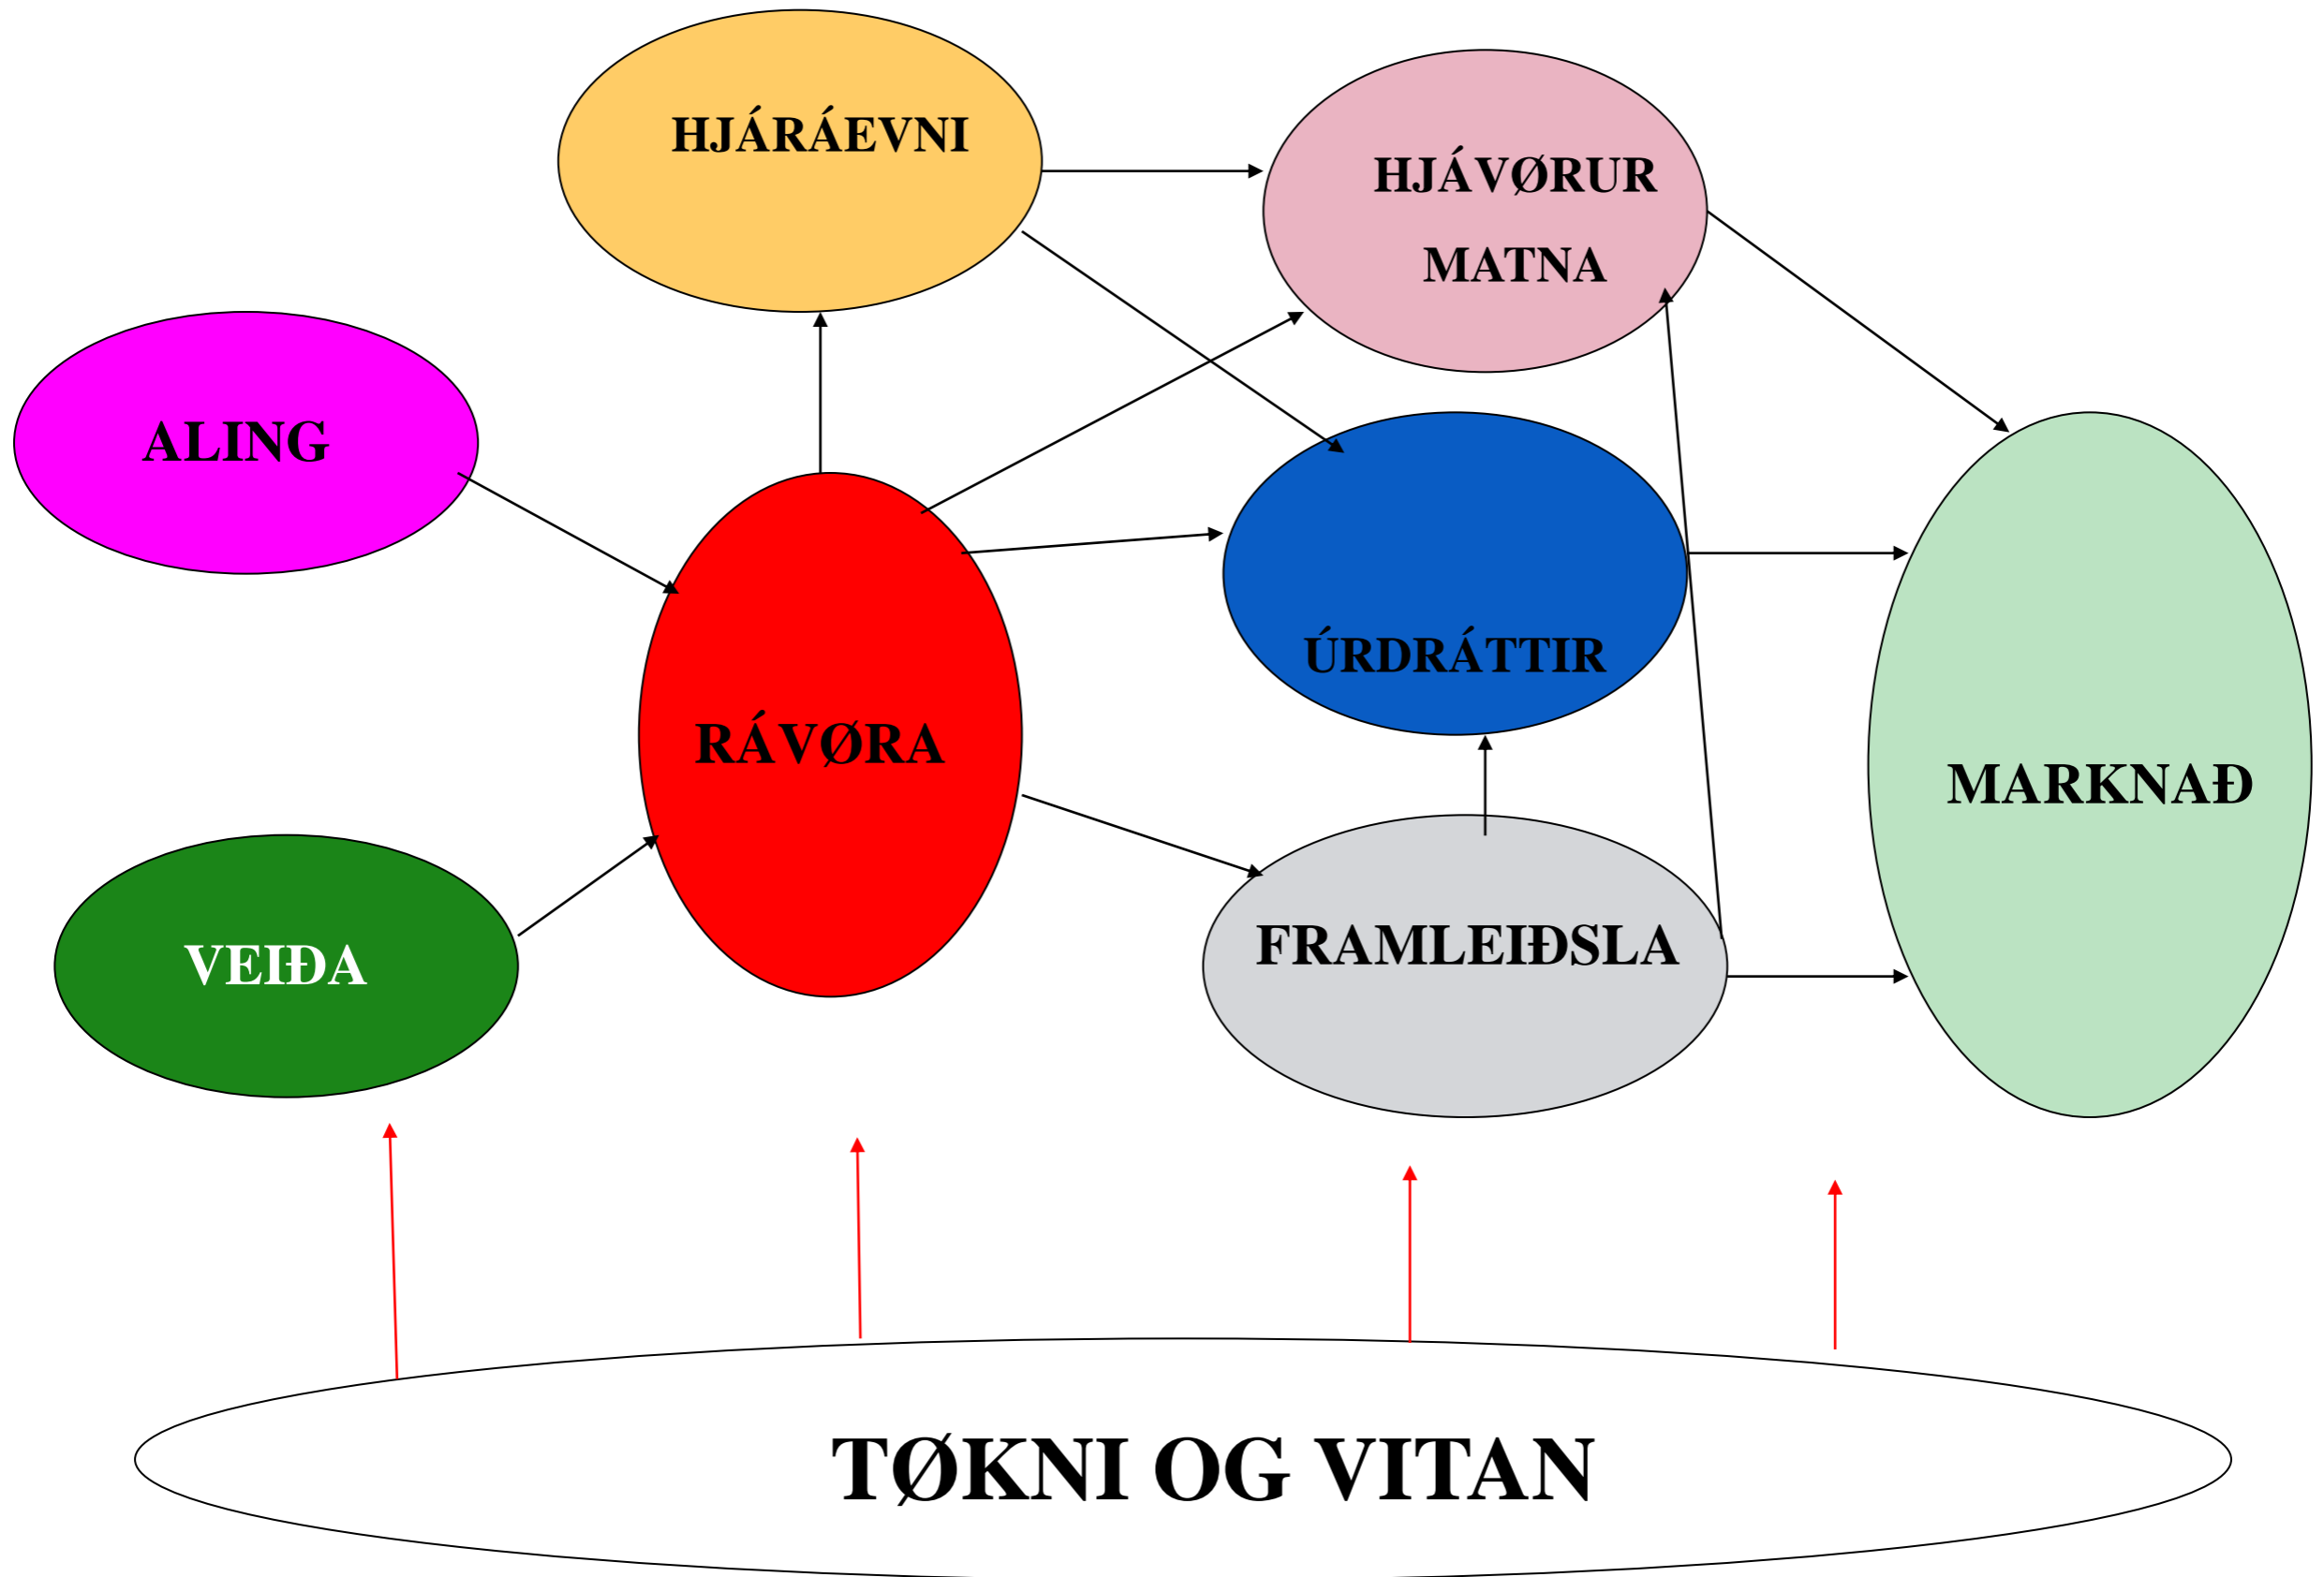 HJÁRÁEVNI
HJÁVØRUR
MATNA
ALING
ÚRDRÁTTIR
RÁVØRA
MARKNAÐ
VEIÐA
FRAMLEIÐSLA
TØKNI OG VITAN